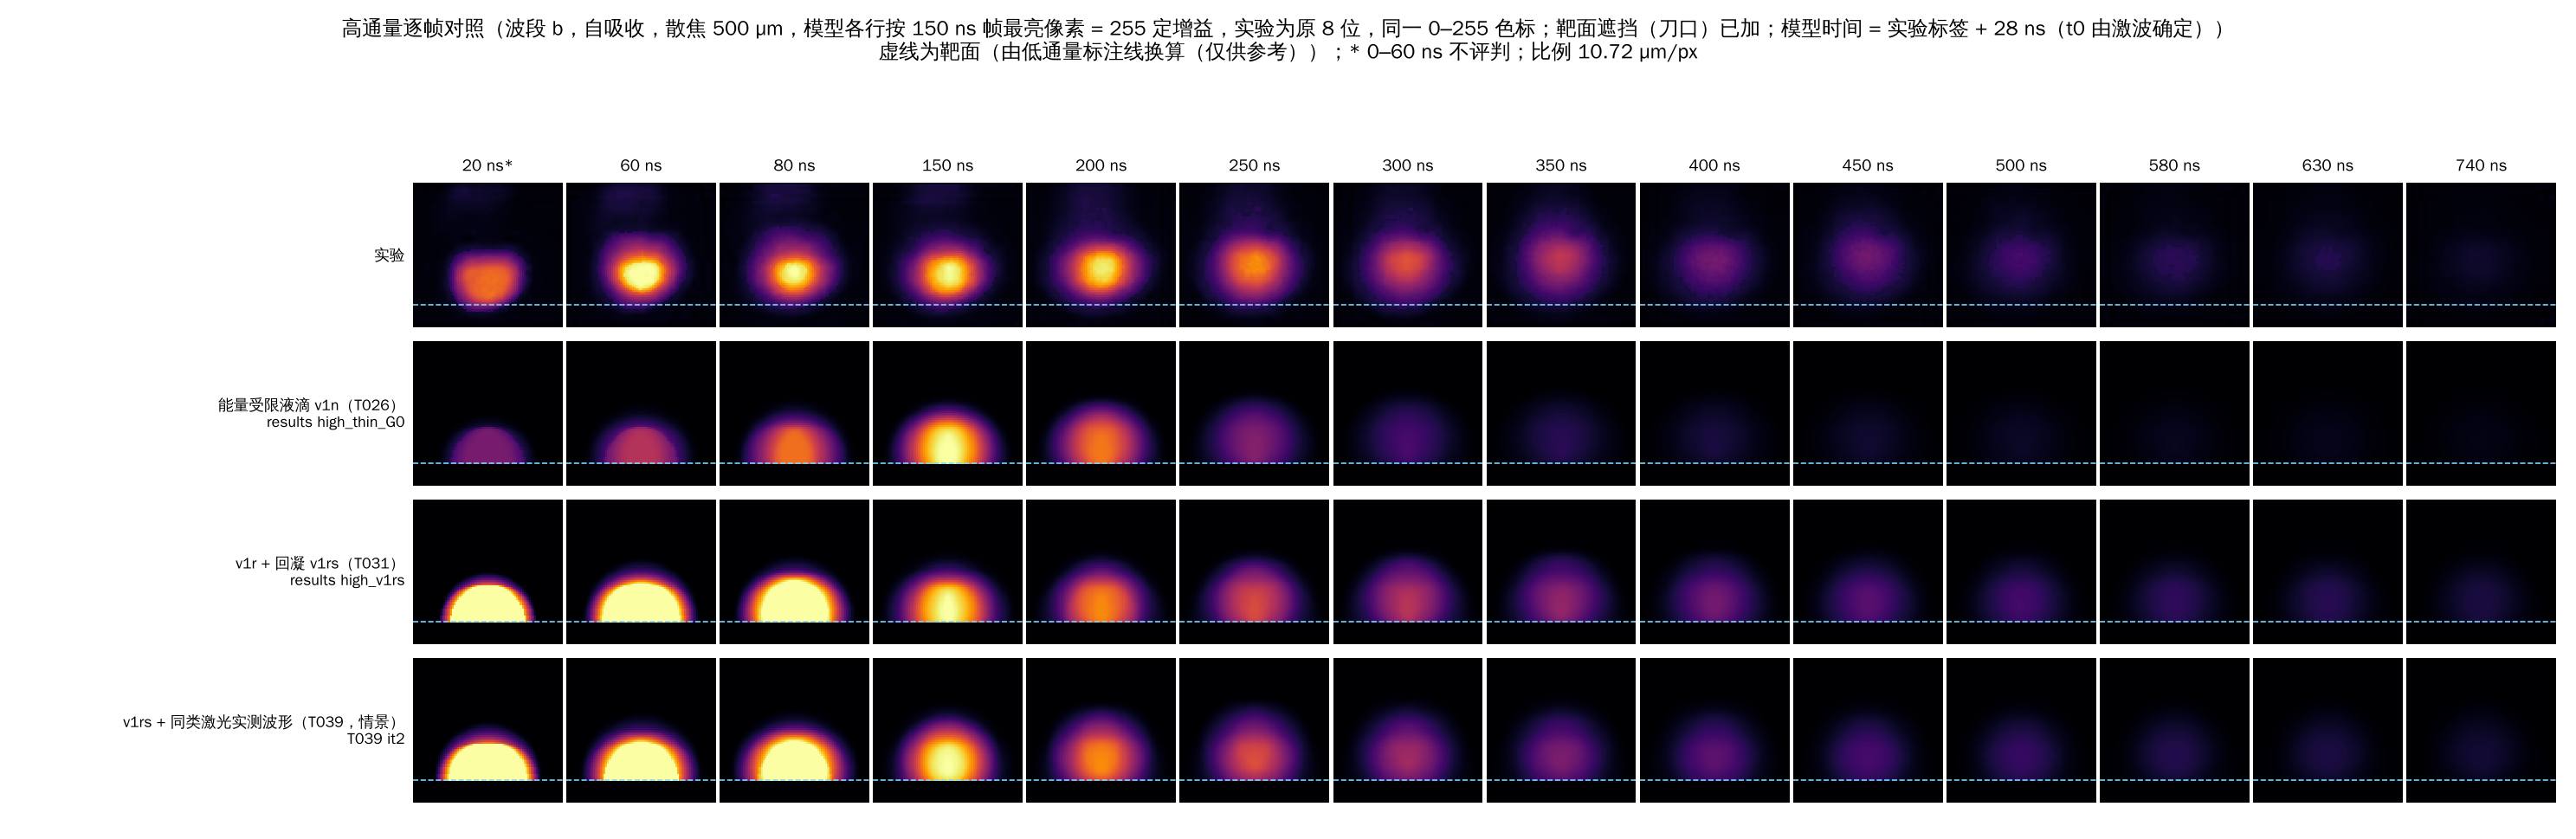 高通量逐帧对照（波段 b，自吸收，散焦 500 µm，模型各行按 150 ns 帧最亮像素 = 255 定增益，实验为原 8 位，同一 0–255 色标；靶面遮挡（刀口）已加；模型时间 = 实验标签 + 28 ns（t0 由激波确定））
虚线为靶面（由低通量标注线换算（仅供参考））；* 0–60 ns 不评判；比例 10.72 µm/px
20 ns* 60 ns 80 ns 150 ns 200 ns 250 ns 300 ns 350 ns 400 ns 450 ns 500 ns 580 ns 630 ns 740 ns
实验
能量受限液滴 v1n（T026）
results high_thin_G0
v1r + 回凝 v1rs（T031）
results high_v1rs
v1rs + 同类激光实测波形（T039，情景）
T039 it2